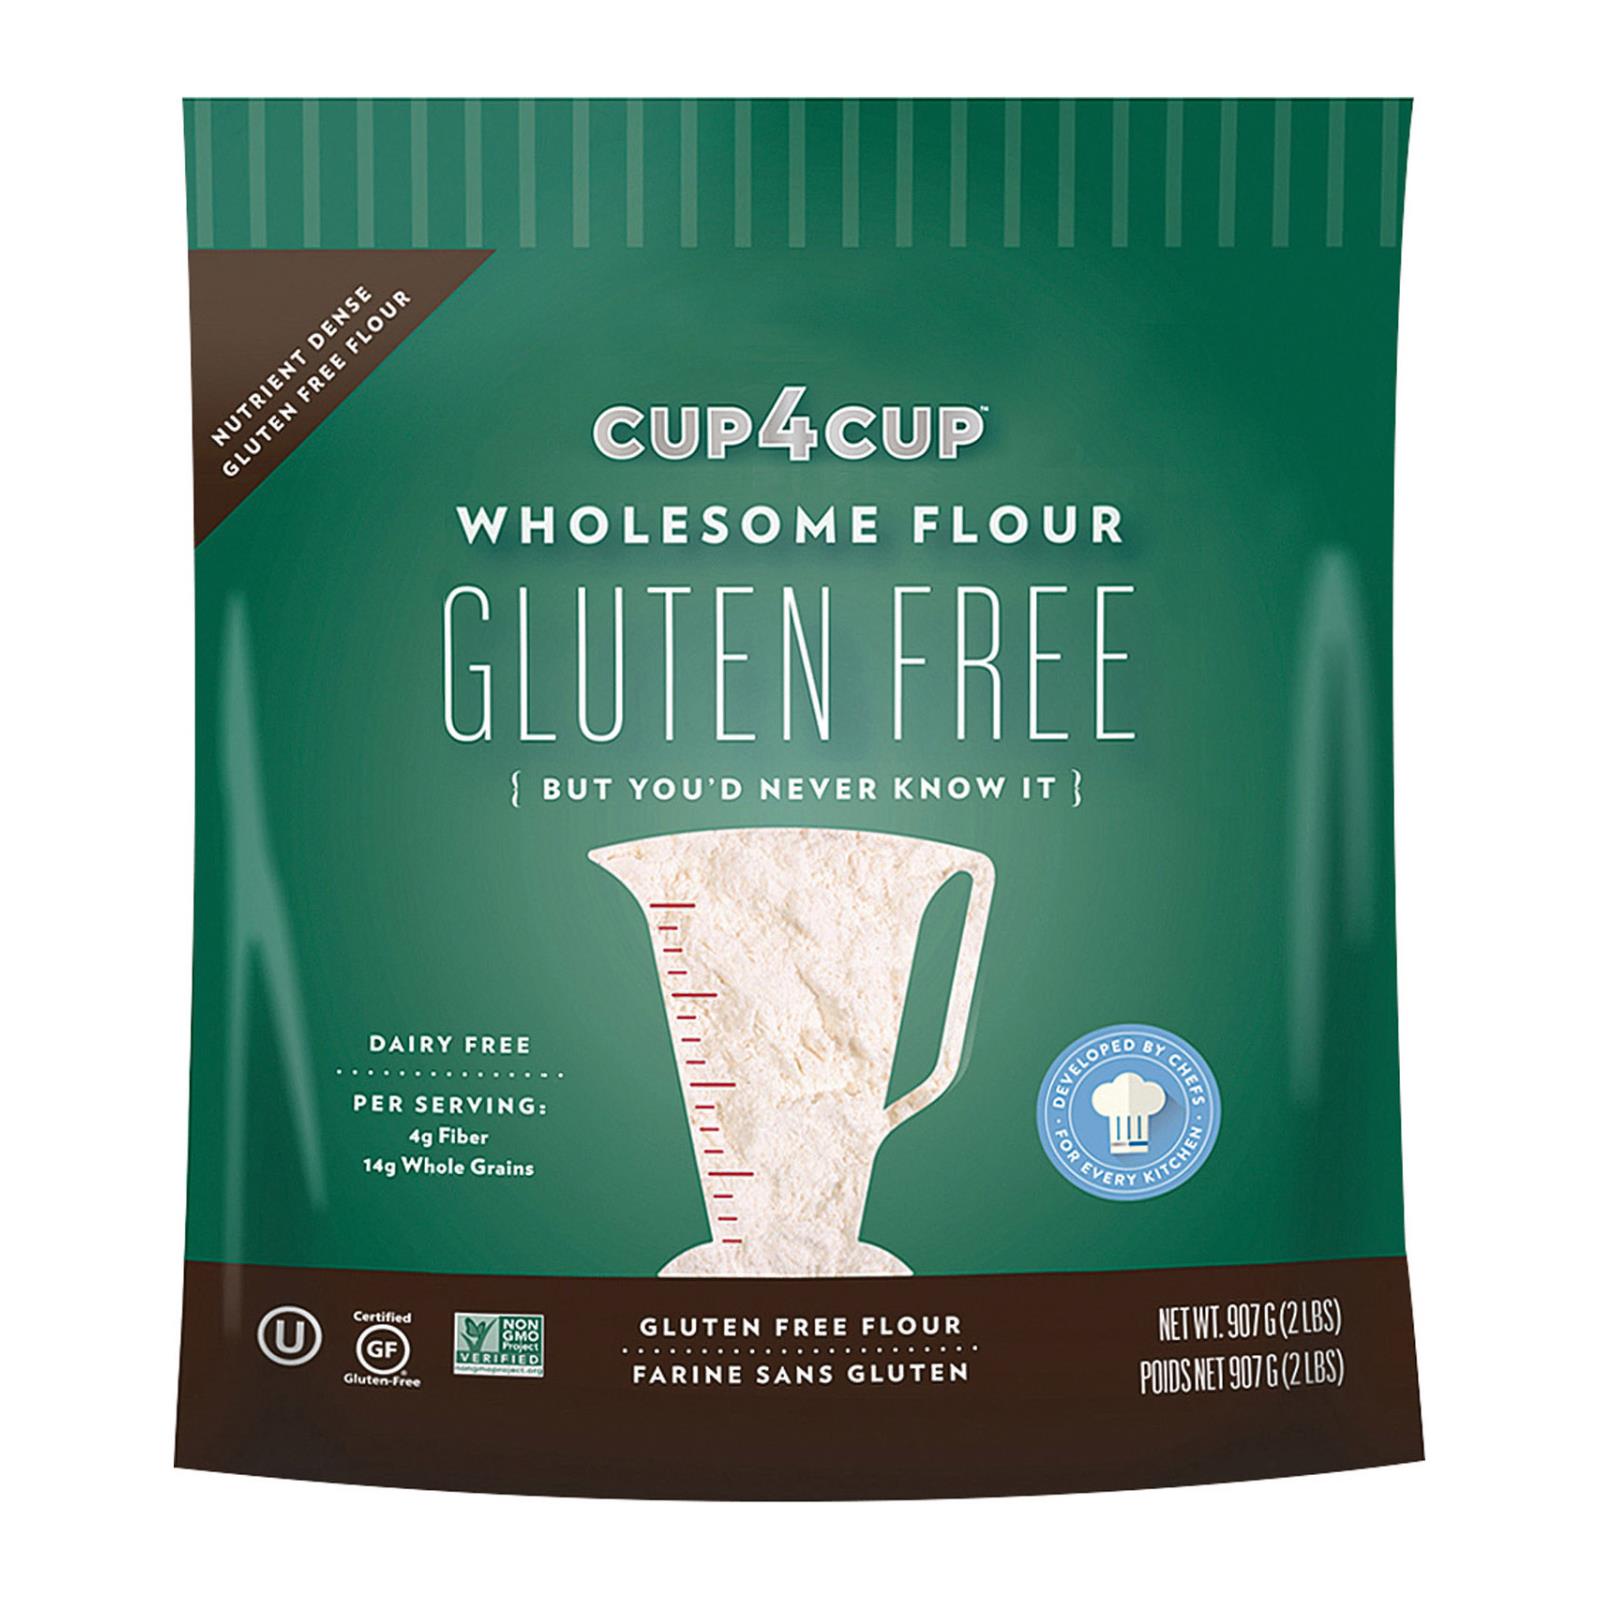 NUTRIENT DENSE
GLUTEN FREE FLOUR
CUP4CUP™
WHOLESOME FLOUR
GLUTEN FREE
{ BUT YOU'D NEVER KNOW IT }
DAIRY FREE
PER SERVING:
4g Fiber
14g Whole Grains
DEVELOPED BY CHEFS
· FOR EVERY KITCHEN ·
U
Certified
GF
Gluten-Free
NON
GMO
Project
VERIFIED
nongmoproject.org
GLUTEN FREE FLOUR
FARINE SANS GLUTEN
NET WT. 907 G (2 LBS)
POIDS NET 907 G (2 LBS)